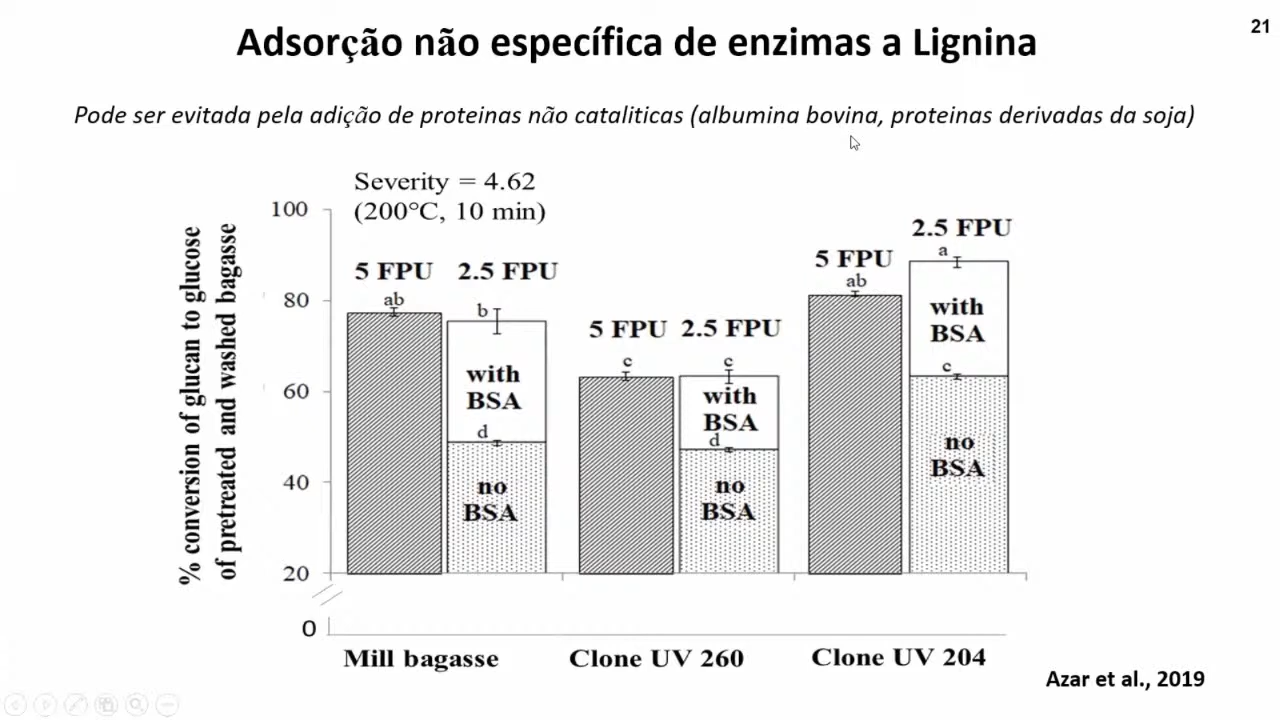 21
Adsorção não específica de enzimas a Lignina
Pode ser evitada pela adição de proteinas não cataliticas (albumina bovina, proteinas derivadas da soja)
Severity = 4.62
(200°C, 10 min)
% conversion of glucan to glucose
of pretreated and washed bagasse
100
80
60
40
20
0
5 FPU
2.5 FPU
ab
b
with
BSA
d
no
BSA
5 FPU
2.5 FPU
c
c
with
BSA
d
no
BSA
5 FPU
2.5 FPU
ab
a
with
BSA
c
no
BSA
Mill bagasse
Clone UV 260
Clone UV 204
Azar et al., 2019